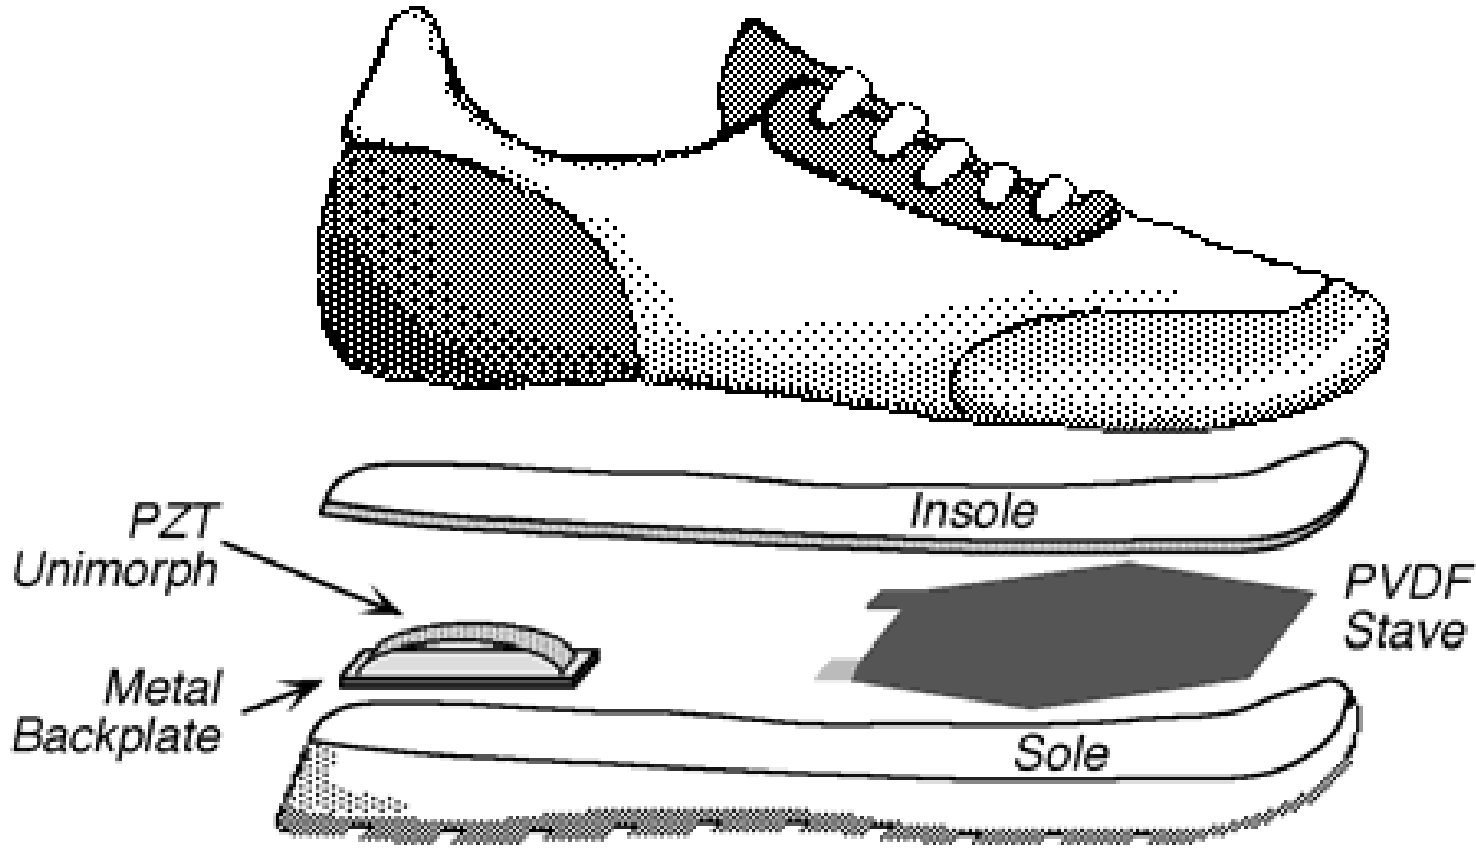 Insole
PZT
Unimorph
PVDF
Stave
Metal
Backplate
Sole